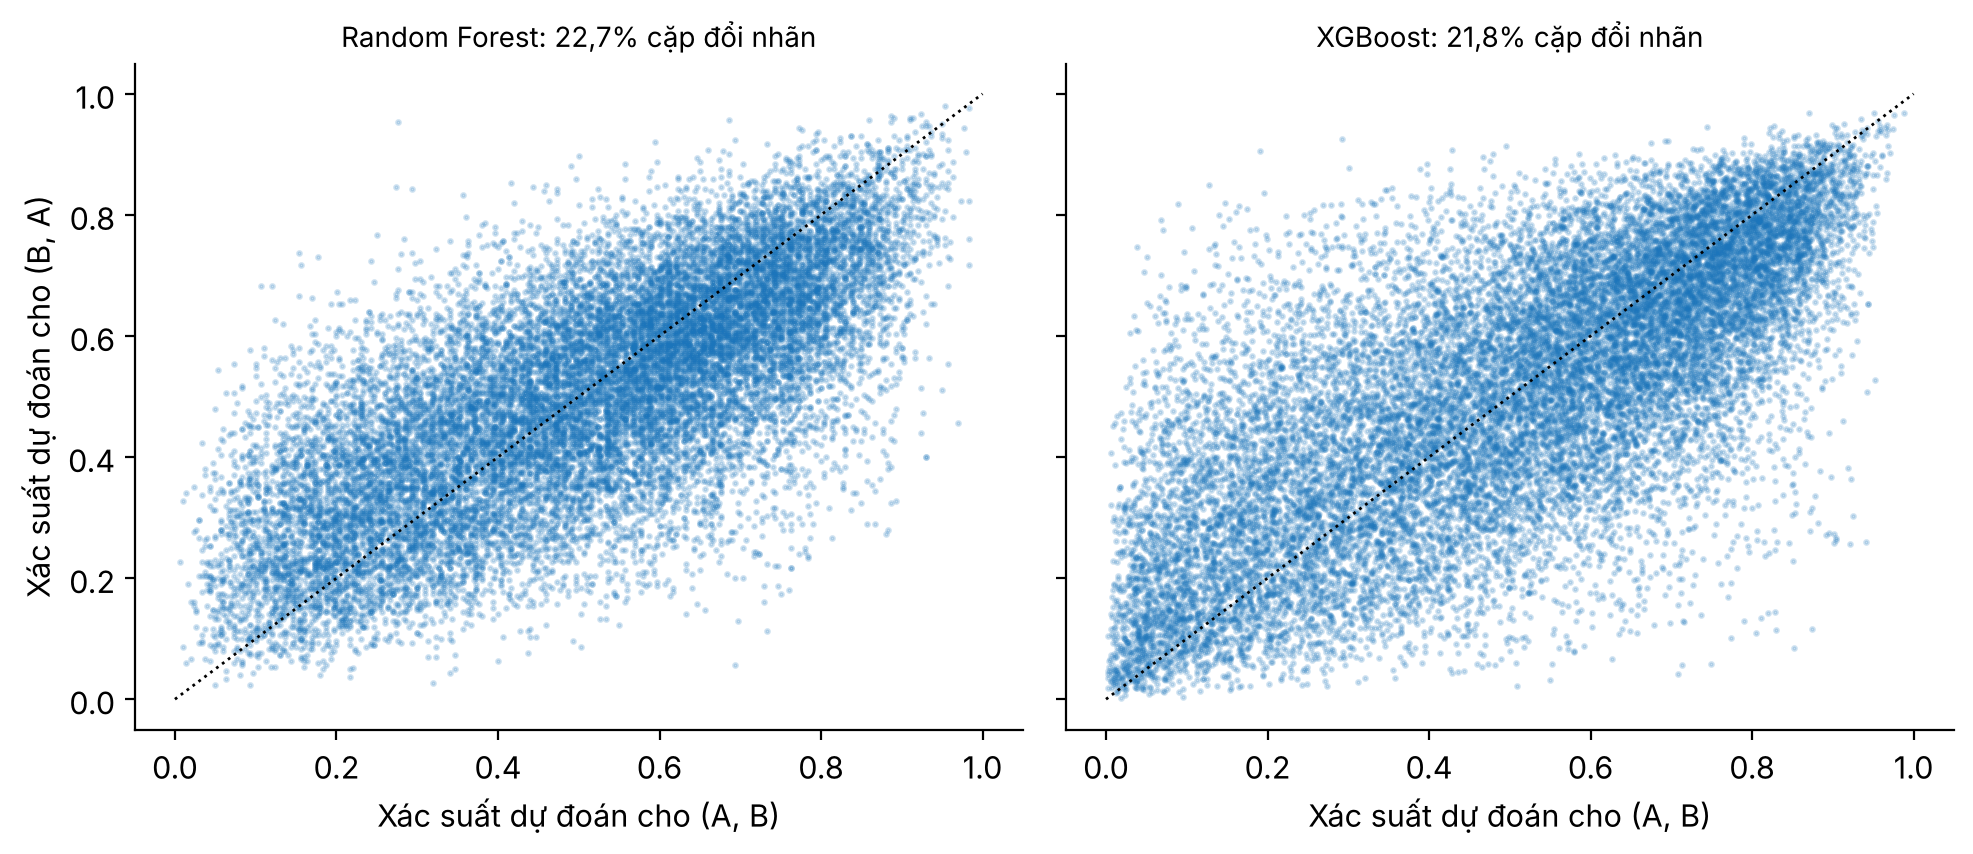 Random Forest: 22,7% cặp đổi nhãn
XGBoost: 21,8% cặp đổi nhãn
Xác suất dự đoán cho (B, A)
1.0
0.8
0.6
0.4
0.2
0.0
0.0 0.2 0.4 0.6 0.8 1.0
Xác suất dự đoán cho (A, B)
0.0 0.2 0.4 0.6 0.8 1.0
Xác suất dự đoán cho (A, B)